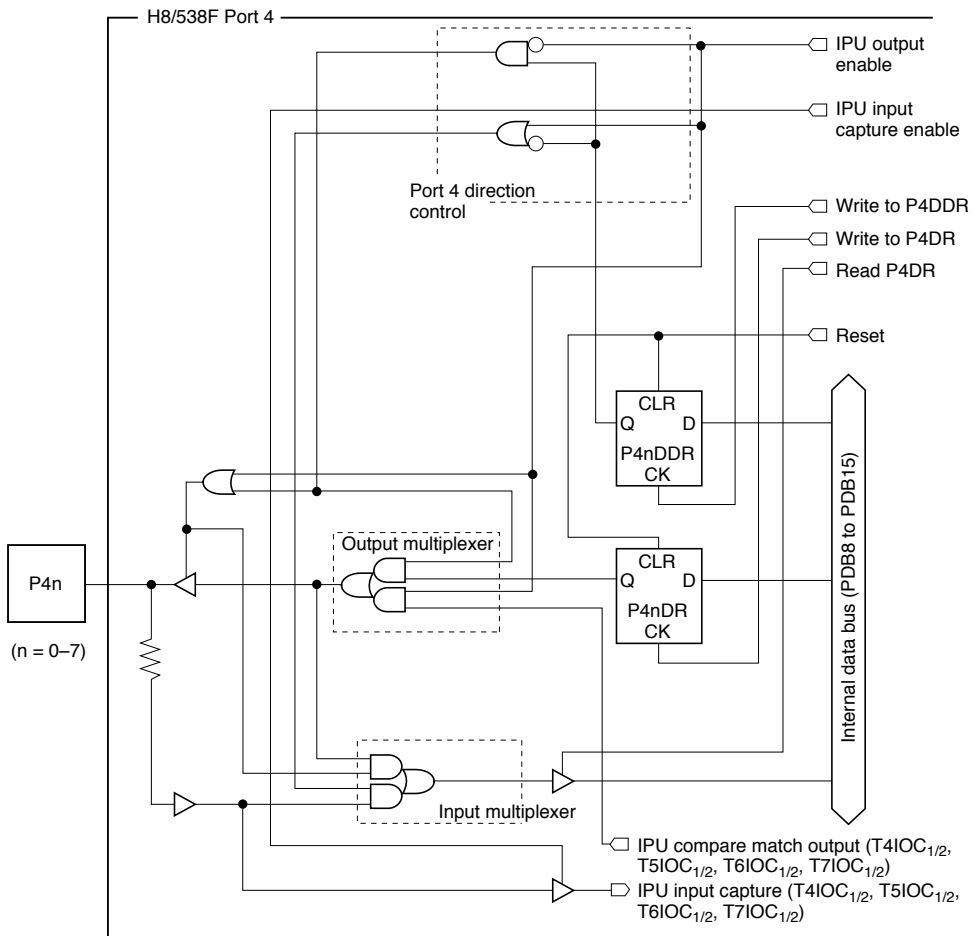 H8/538F Port 4
IPU output
enable
IPU input
capture enable
Port 4 direction
control
Write to P4DDR
Write to P4DR
Read P4DR
Reset
CLR
Q D
P4nDDR
CK
Output multiplexer
CLR
Q D
P4nDR
CK
P4n
(n = 0–7)
Internal data bus (PDB8 to PDB15)
Input multiplexer
IPU compare match output (T4IOC1/2,
T5IOC1/2, T6IOC1/2, T7IOC1/2)
IPU input capture (T4IOC1/2, T5IOC1/2,
T6IOC1/2, T7IOC1/2)